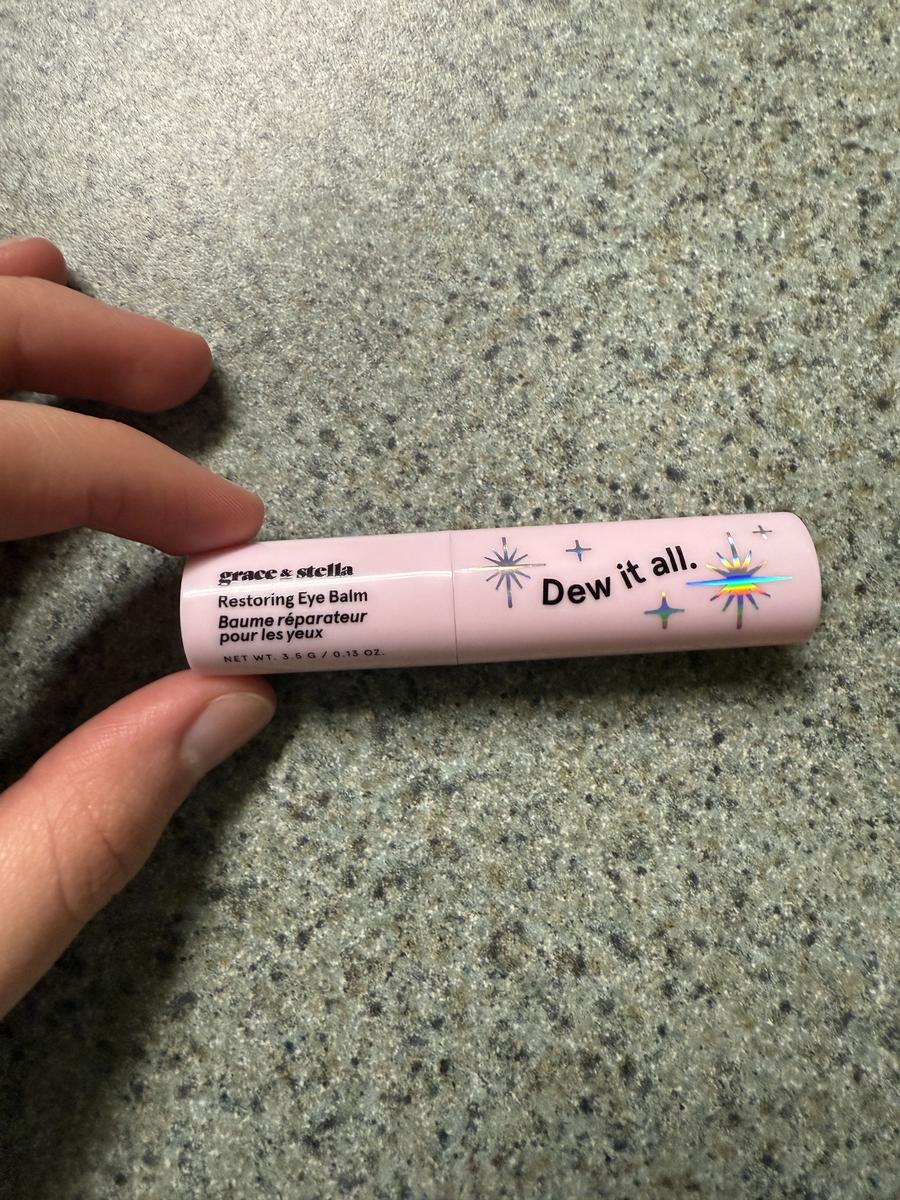 grace & stella
Restoring Eye Balm
Baume réparateur
pour les yeux
NET WT. 3.5 G / 0.13 OZ.
Dew it all.